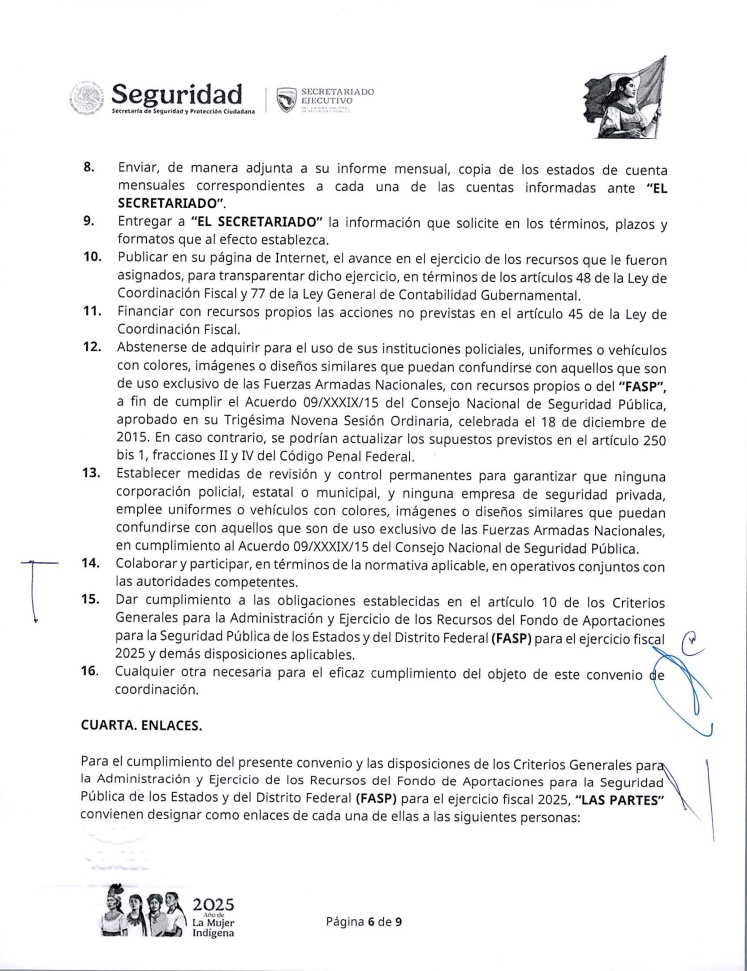 Seguridad
Secretaría de Seguridad y Protección Ciudadana
SECRETARIADO
EJECUTIVO
8. Enviar, de manera adjunta a su informe mensual, copia de los estados de cuenta
mensuales correspondientes a cada una de las cuentas informadas ante "EL
SECRETARIADO".
9. Entregar a "EL SECRETARIADO" la información que solicite en los términos, plazos y
formatos que al efecto establezca.
10. Publicar en su página de Internet, el avance en el ejercicio de los recursos que le fueron
asignados, para transparentar dicho ejercicio, en términos de los artículos 48 de la Ley de
Coordinación Fiscal y 77 de la Ley General de Contabilidad Gubernamental.
11. Financiar con recursos propios las acciones no previstas en el artículo 45 de la Ley de
Coordinación Fiscal.
12. Abstenerse de adquirir para el uso de sus instituciones policiales, uniformes o vehículos
con colores, imágenes o diseños similares que puedan confundirse con aquellos que son
de uso exclusivo de las Fuerzas Armadas Nacionales, con recursos propios o del "FASP",
a fin de cumplir el Acuerdo 09/XXXIX/15 del Consejo Nacional de Seguridad Pública,
aprobado en su Trigésima Novena Sesión Ordinaria, celebrada el 18 de diciembre de
2015. En caso contrario, se podrían actualizar los supuestos previstos en el artículo 250
bis 1, fracciones II y IV del Código Penal Federal.
13. Establecer medidas de revisión y control permanentes para garantizar que ninguna
corporación policial, estatal o municipal, y ninguna empresa de seguridad privada,
emplee uniformes o vehículos con colores, imágenes o diseños similares que puedan
confundirse con aquellos que son de uso exclusivo de las Fuerzas Armadas Nacionales,
en cumplimiento al Acuerdo 09/XXXIX/15 del Consejo Nacional de Seguridad Pública.
14. Colaborar y participar, en términos de la normativa aplicable, en operativos conjuntos con
las autoridades competentes.
15. Dar cumplimiento a las obligaciones establecidas en el artículo 10 de los Criterios
Generales para la Administración y Ejercicio de los Recursos del Fondo de Aportaciones
para la Seguridad Pública de los Estados y del Distrito Federal (FASP) para el ejercicio fiscal
2025 y demás disposiciones aplicables.
16. Cualquier otra necesaria para el eficaz cumplimiento del objeto de este convenio de
coordinación.
CUARTA. ENLACES.
Para el cumplimiento del presente convenio y las disposiciones de los Criterios Generales para
la Administración y Ejercicio de los Recursos del Fondo de Aportaciones para la Seguridad
Pública de los Estados y del Distrito Federal (FASP) para el ejercicio fiscal 2025, "LAS PARTES"
convienen designar como enlaces de cada una de ellas a las siguientes personas:
2025
Año de
La Mujer
Indígena
Página 6 de 9